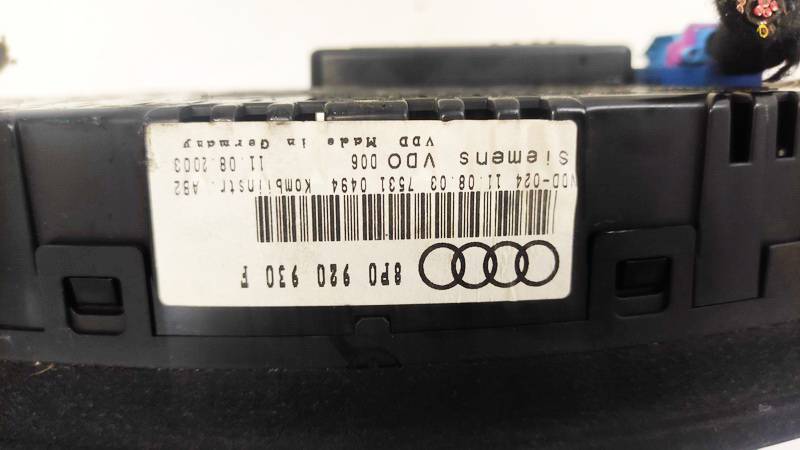 8P0 920 930 F
VDD-024 11.08.03 7531 0494 Kombiinstr. AB2
Siemens VDO 006 11.08.2003
VDD Made in Germany